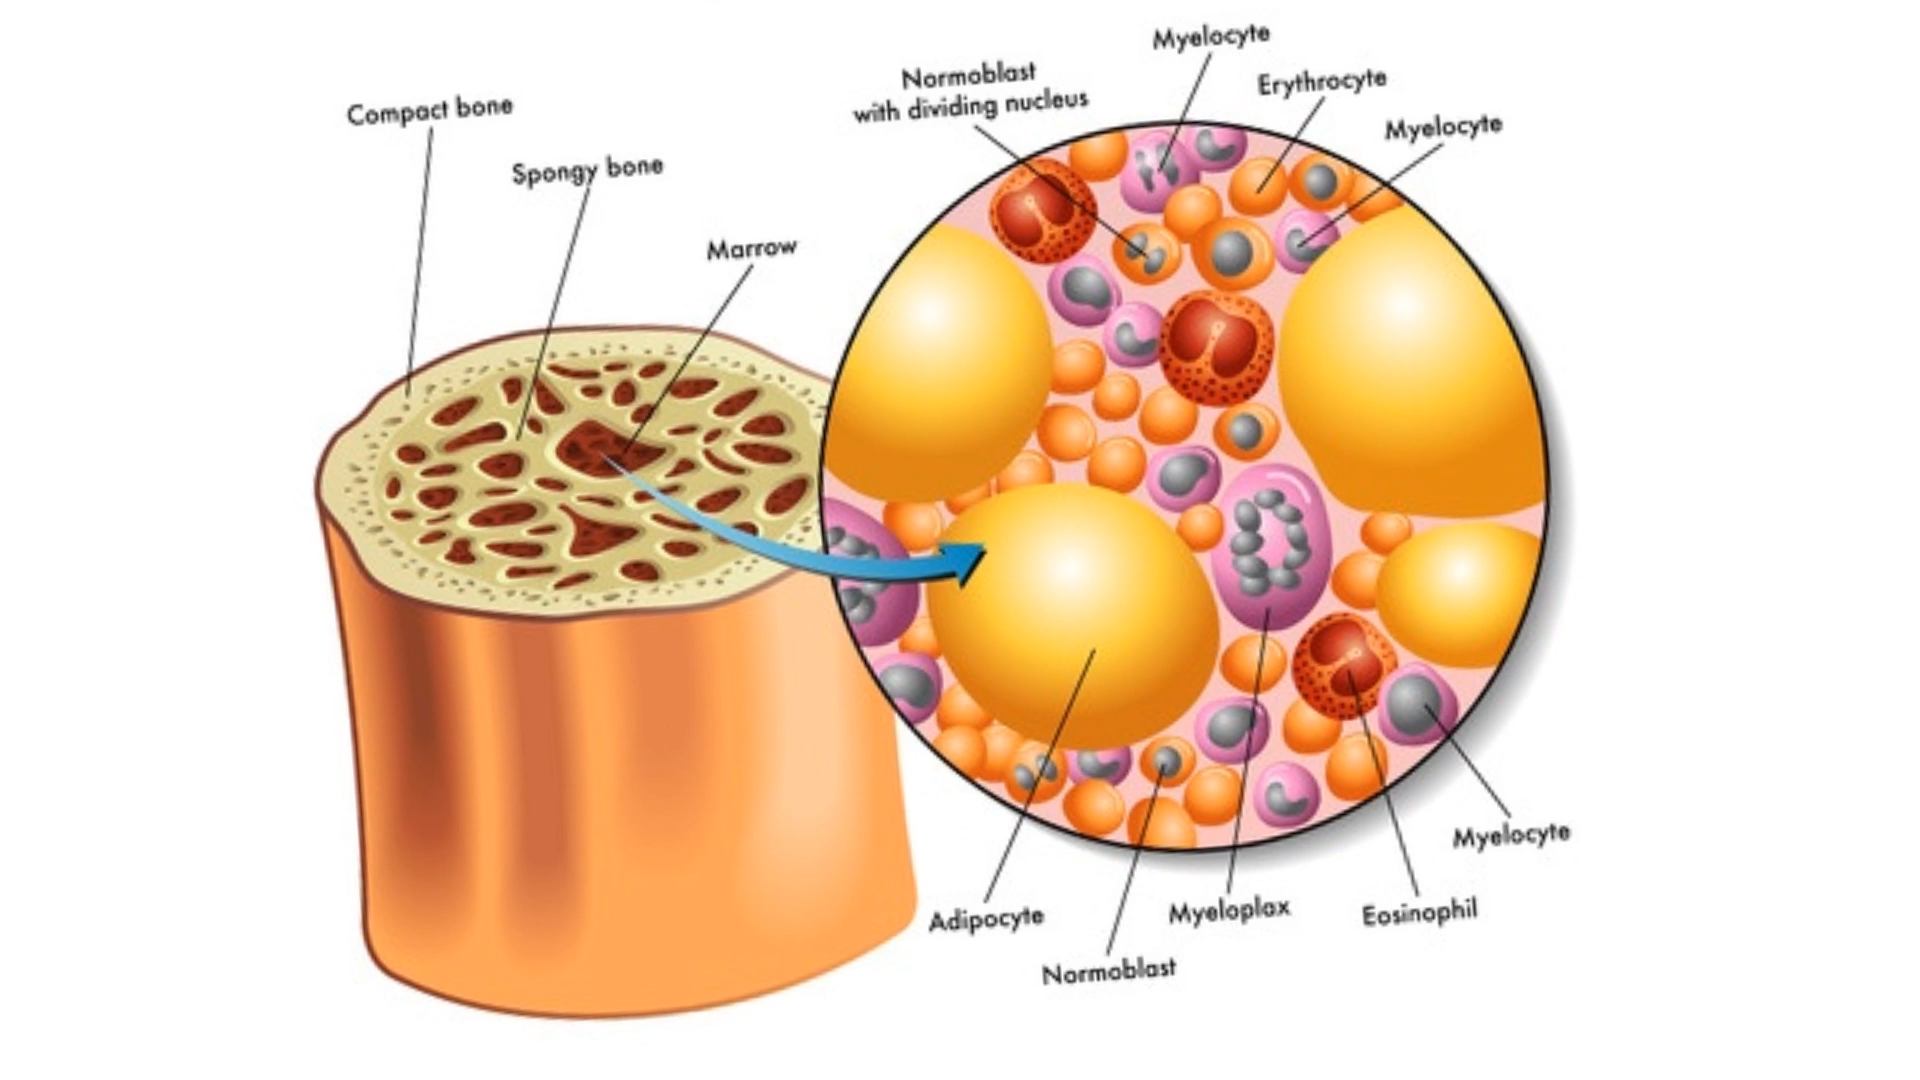 Compact bone
Spongy bone
Marrow
Normoblast
with dividing nucleus
Myelocyte
Erythrocyte
Myelocyte
Adipocyte
Normoblast
Myeloplax
Eosinophil
Myelocyte